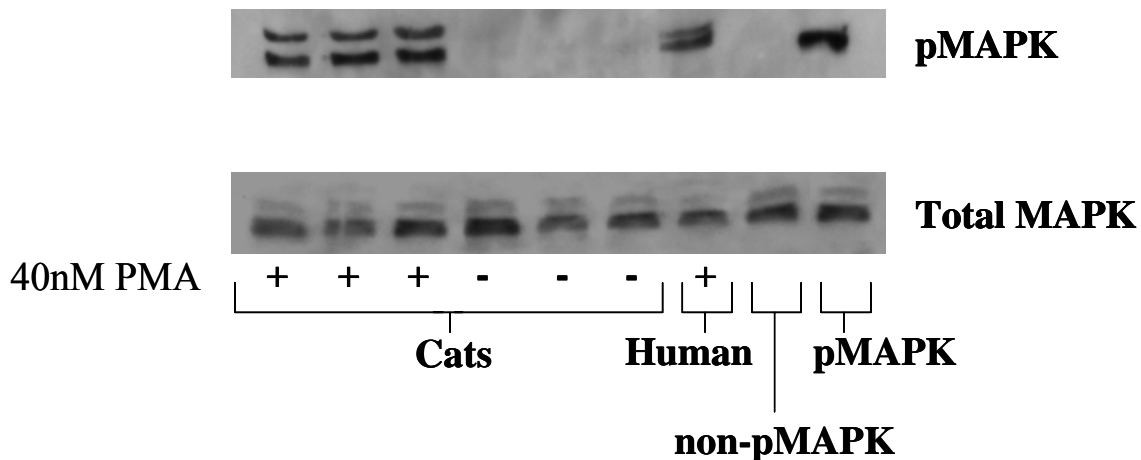 pMAPK
Total MAPK
40nM PMA + + + - - - +
Cats Human pMAPK
non-pMAPK